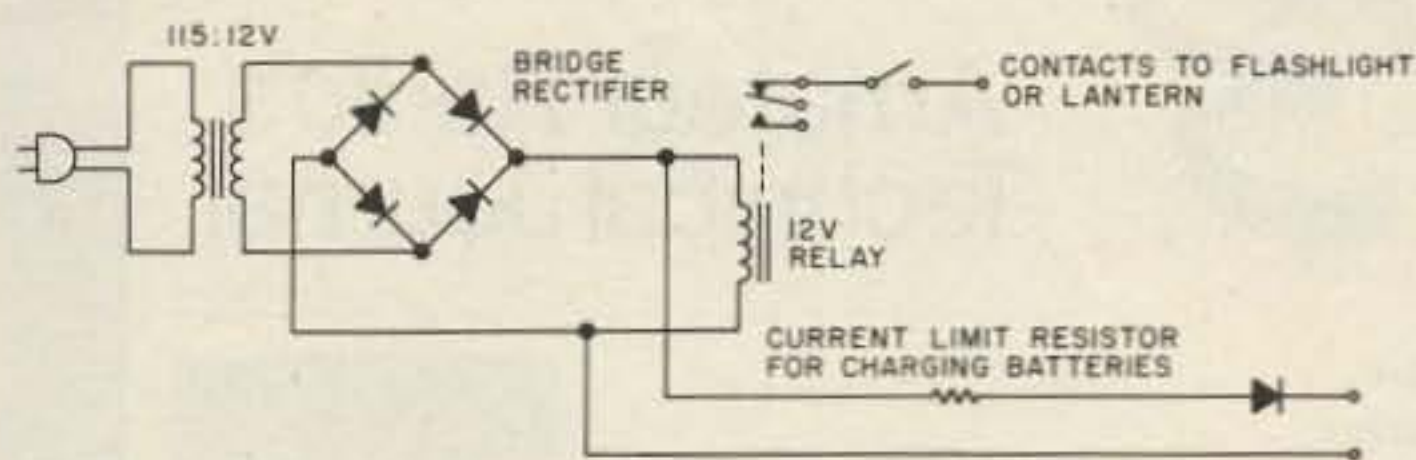 115:12V
BRIDGE
RECTIFIER
CONTACTS TO FLASHLIGHT
OR LANTERN
12V
RELAY
CURRENT LIMIT RESISTOR
FOR CHARGING BATTERIES